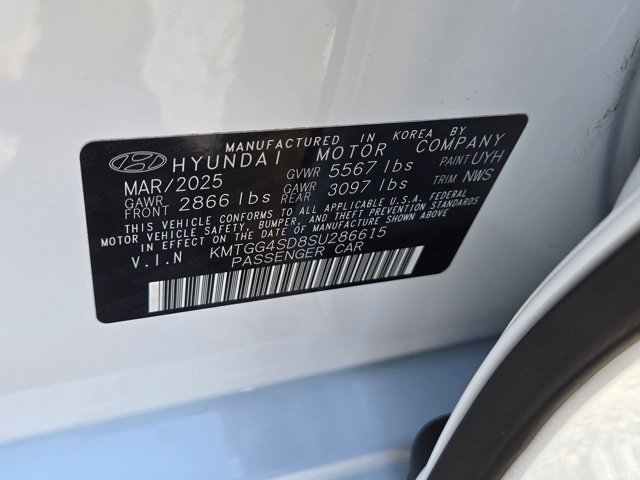 MANUFACTURED IN KOREA BY
HYUNDAI MOTOR COMPANY
MAR/2025 GVWR 5567 lbs PAINT UYH
GAWR FRONT 2866 lbs GAWR REAR 3097 lbs TRIM NWS
THIS VEHICLE CONFORMS TO ALL APPLICABLE U.S.A. FEDERAL
MOTOR VEHICLE SAFETY, BUMPER, AND THEFT PREVENTION STANDARDS
IN EFFECT ON THE DATE OF MANUFACTURE SHOWN ABOVE.
V.I.N KMTGG4SD8SU286615
PASSENGER CAR